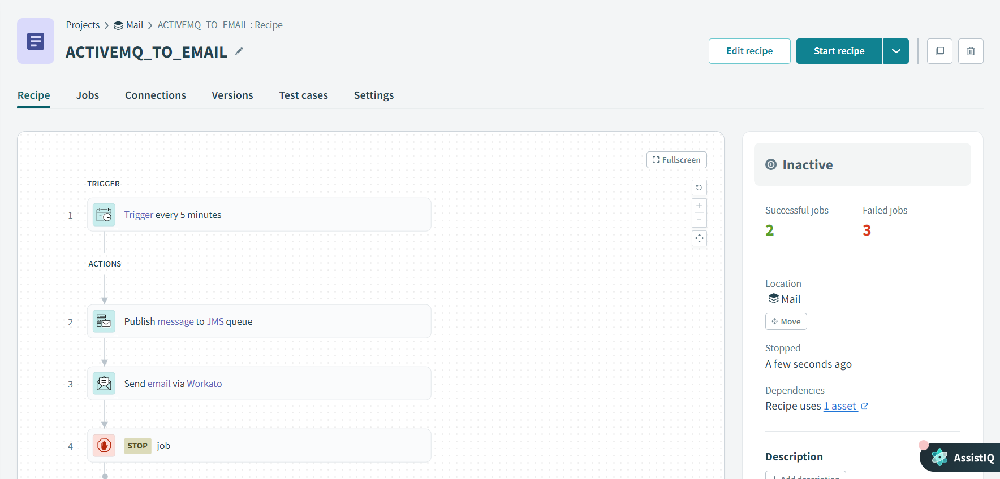 Projects > Mail > ACTIVEMQ_TO_EMAIL : Recipe
ACTIVEMQ_TO_EMAIL
Edit recipe
Start recipe
Recipe Jobs Connections Versions Test cases Settings
Fullscreen
TRIGGER
1 Trigger every 5 minutes
ACTIONS
2 Publish message to JMS queue
3 Send email via Workato
4 STOP job
Inactive
Successful jobs Failed jobs
2 3
Location
Mail
Move
Stopped
A few seconds ago
Dependencies
Recipe uses 1 asset
Description
+ Add description
AssistIQ